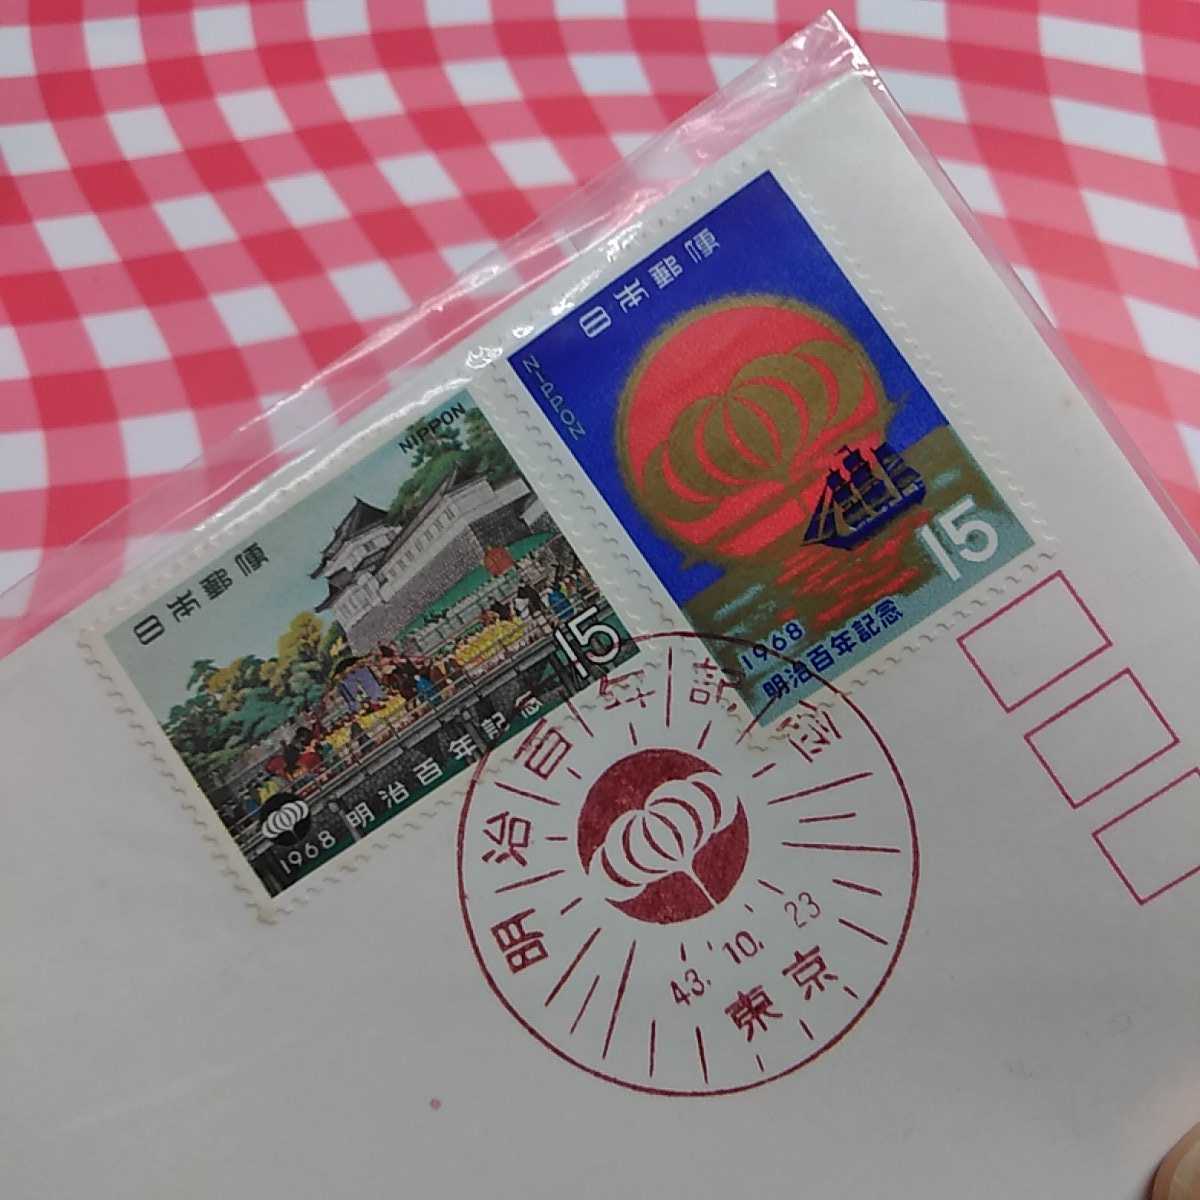 日本郵便
NIPPON
15
1968 明治百年記念
日本郵便
NIPPON
15
1968
明治百年記念
明治百年記念
43. 10. 23
東京